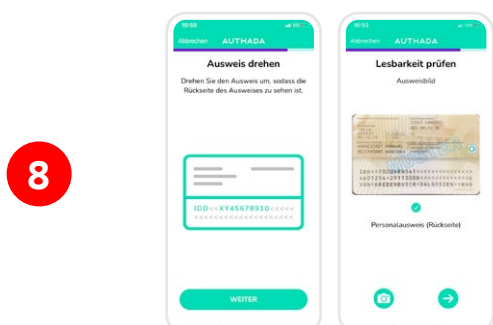 8
10:50
Abbrechen AUTHADA
Ausweis drehen
Drehen Sie den Ausweis um, sodass die
Rückseite des Ausweises zu sehen ist.
IDD<<XY45678910<<<<<
<<<<<<<<<<<<<<<<<<<<
WEITER
10:52
Abbrechen AUTHADA
Lesbarkeit prüfen
Ausweisbild
Personalausweis (Rückseite)